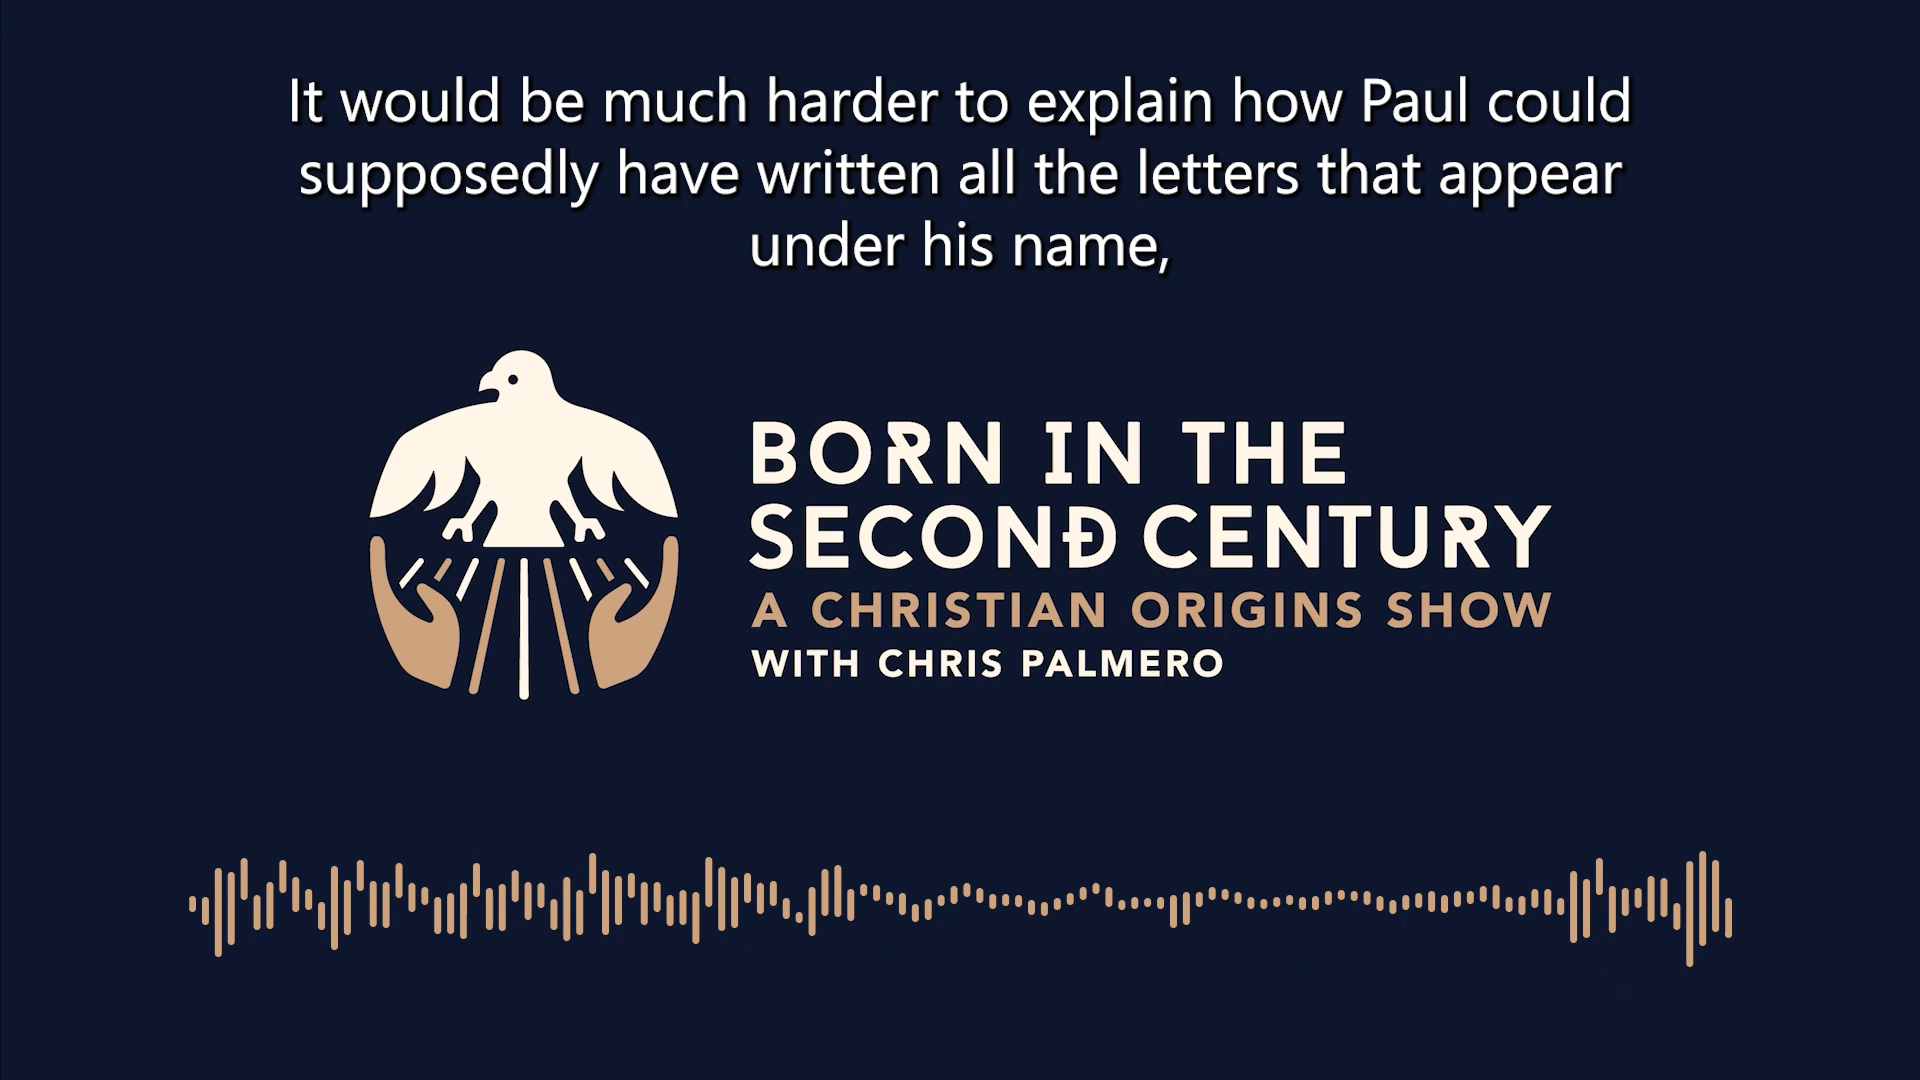 It would be much harder to explain how Paul could
supposedly have written all the letters that appear
under his name,
BORN IN THE
SECOND CENTURY
A CHRISTIAN ORIGINS SHOW
WITH CHRIS PALMERO